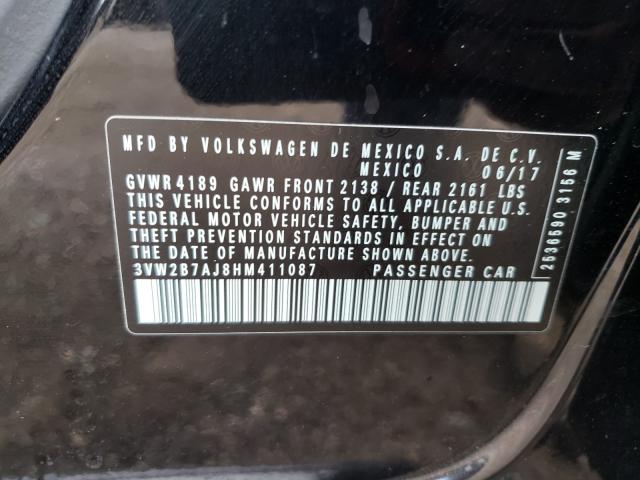 MFD BY VOLKSWAGEN DE MEXICO S.A. DE C.V.
MEXICO 06/17
GVWR 4189 GAWR FRONT 2138 / REAR 2161 LBS
THIS VEHICLE CONFORMS TO ALL APPLICABLE U.S.
FEDERAL MOTOR VEHICLE SAFETY, BUMPER AND
THEFT PREVENTION STANDARDS IN EFFECT ON
THE DATE OF MANUFACTURE SHOWN ABOVE.
3VW2B7AJ8HM411087 PASSENGER CAR
2536590 3156 M